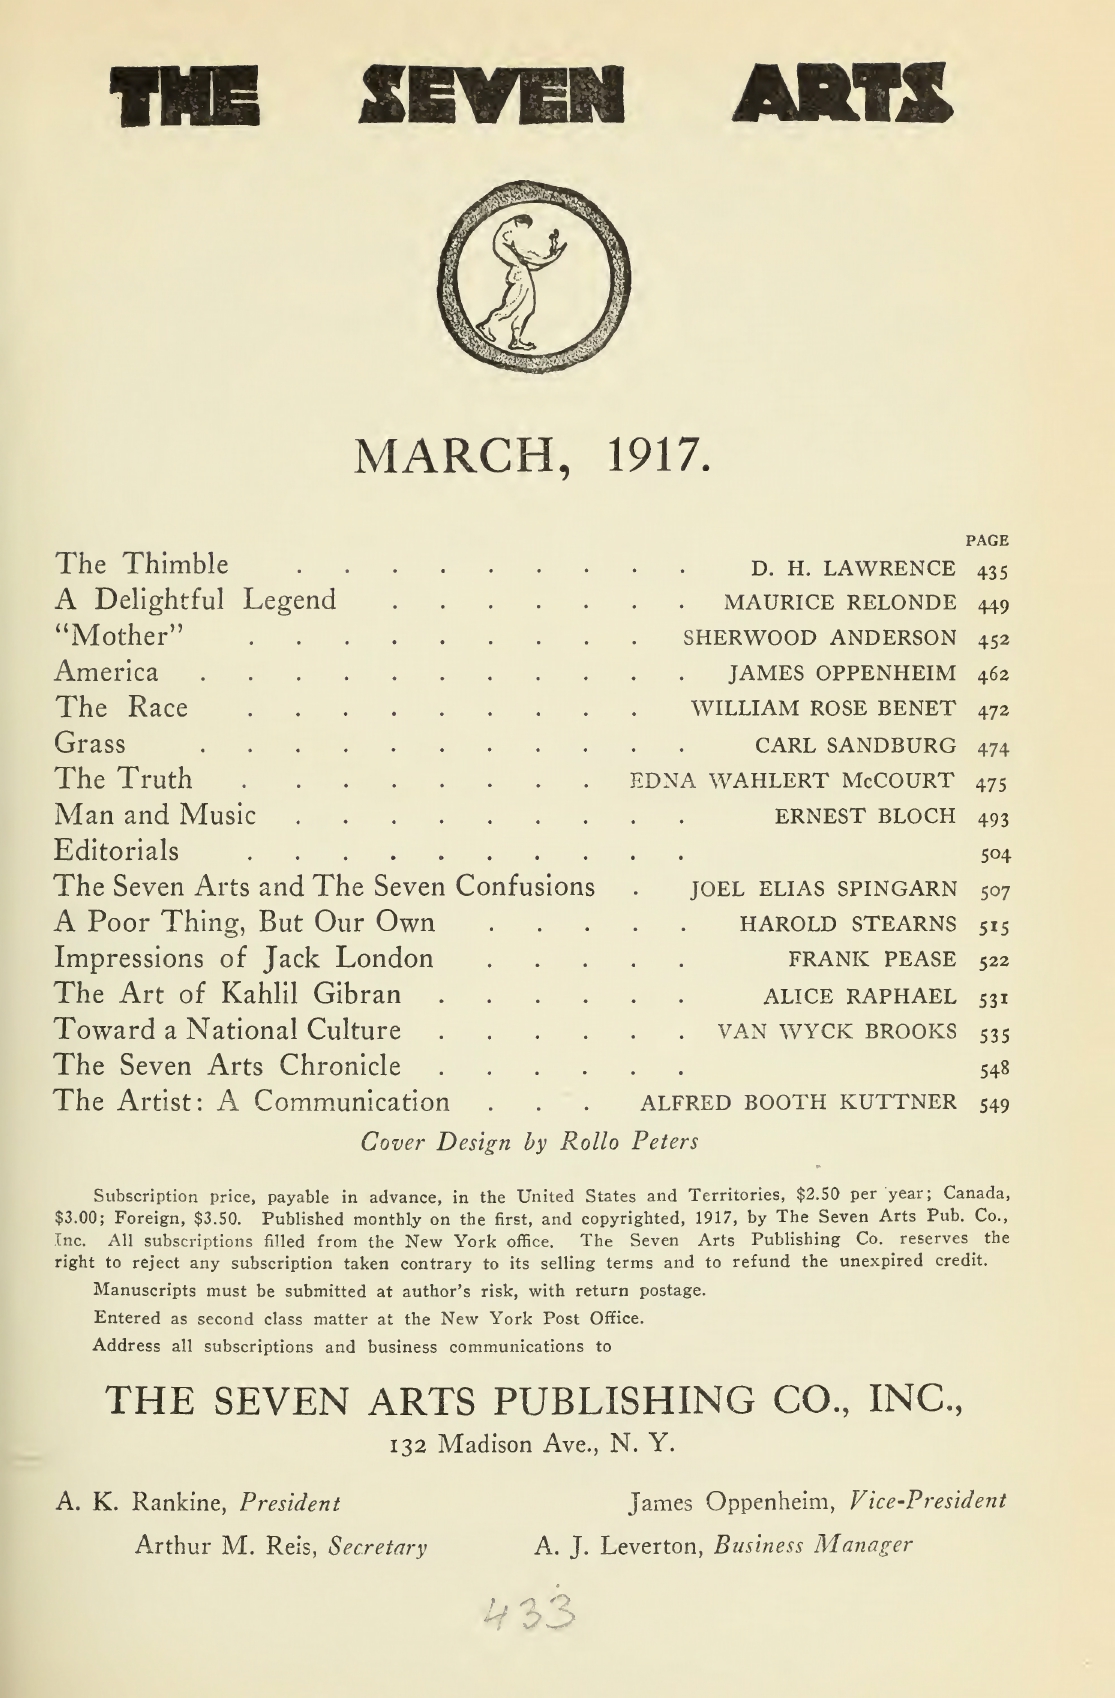 THE SEVEN ARTS
MARCH, 1917.
PAGE
The Thimble . . . . . . . . . D. H. LAWRENCE 435
A Delightful Legend . . . . . . . MAURICE RELONDE 449
“Mother” . . . . . . . . . SHERWOOD ANDERSON 452
America . . . . . . . . . . . JAMES OPPENHEIM 462
The Race . . . . . . . . . WILLIAM ROSE BENET 472
Grass . . . . . . . . . . . CARL SANDBURG 474
The Truth . . . . . . . . EDNA WAHLERT McCOURT 475
Man and Music . . . . . . . . . ERNEST BLOCH 493
Editorials . . . . . . . . . . 504
The Seven Arts and The Seven Confusions . JOEL ELIAS SPINGARN 507
A Poor Thing, But Our Own . . . . . HAROLD STEARNS 515
Impressions of Jack London . . . . . FRANK PEASE 522
The Art of Kahlil Gibran . . . . . . ALICE RAPHAEL 531
Toward a National Culture . . . . . . VAN WYCK BROOKS 535
The Seven Arts Chronicle . . . . . . 548
The Artist: A Communication . . . ALFRED BOOTH KUTTNER 549
Cover Design by Rollo Peters
Subscription price, payable in advance, in the United States and Territories, $2.50 per year; Canada,
$3.00; Foreign, $3.50. Published monthly on the first, and copyrighted, 1917, by The Seven Arts Pub. Co.,
Inc. All subscriptions filled from the New York office. The Seven Arts Publishing Co. reserves the
right to reject any subscription taken contrary to its selling terms and to refund the unexpired credit.
Manuscripts must be submitted at author's risk, with return postage.
Entered as second class matter at the New York Post Office.
Address all subscriptions and business communications to
THE SEVEN ARTS PUBLISHING CO., INC.,
132 Madison Ave., N. Y.
A. K. Rankine, President James Oppenheim, Vice-President
Arthur M. Reis, Secretary A. J. Leverton, Business Manager
433